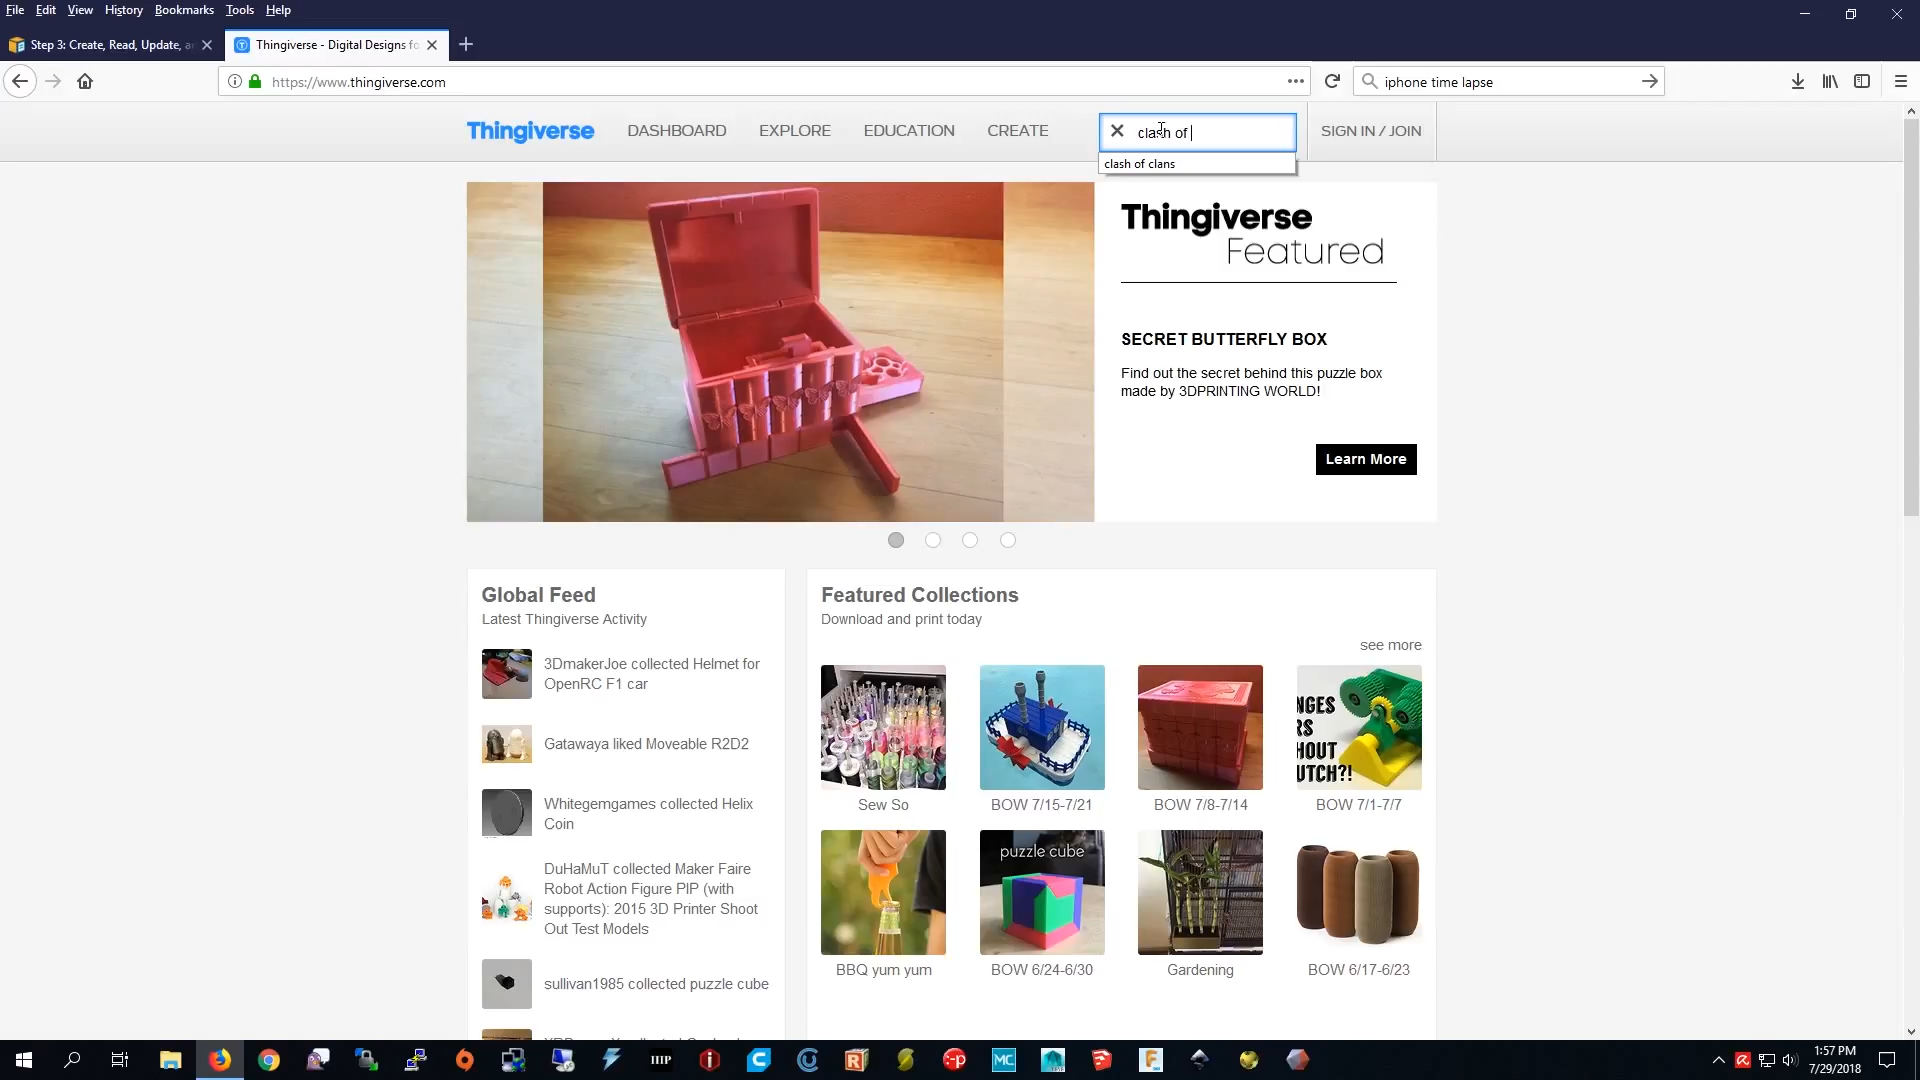 File Edit View History Bookmarks Tools Help
Step 3: Create, Read, Update, a
Thingiverse - Digital Designs fo
https://www.thingiverse.com
iphone time lapse
Thingiverse DASHBOARD EXPLORE EDUCATION CREATE
clash of
SIGN IN / JOIN
clash of clans
Thingiverse
Featured
SECRET BUTTERFLY BOX
Find out the secret behind this puzzle box
made by 3DPRINTING WORLD!
Learn More
Global Feed
Latest Thingiverse Activity
3DmakerJoe collected Helmet for
OpenRC F1 car
Gatawaya liked Moveable R2D2
Whitegemgames collected Helix
Coin
DuHaMuT collected Maker Faire
Robot Action Figure PIP (with
supports): 2015 3D Printer Shoot
Out Test Models
sullivan1985 collected puzzle cube
Featured Collections
Download and print today
see more
NGES
RS
HOUT
UTCH?!
Sew So
BOW 7/15-7/21
BOW 7/8-7/14
BOW 7/1-7/7
puzzle cube
BBQ yum yum
BOW 6/24-6/30
Gardening
BOW 6/17-6/23
1:57 PM
7/29/2018